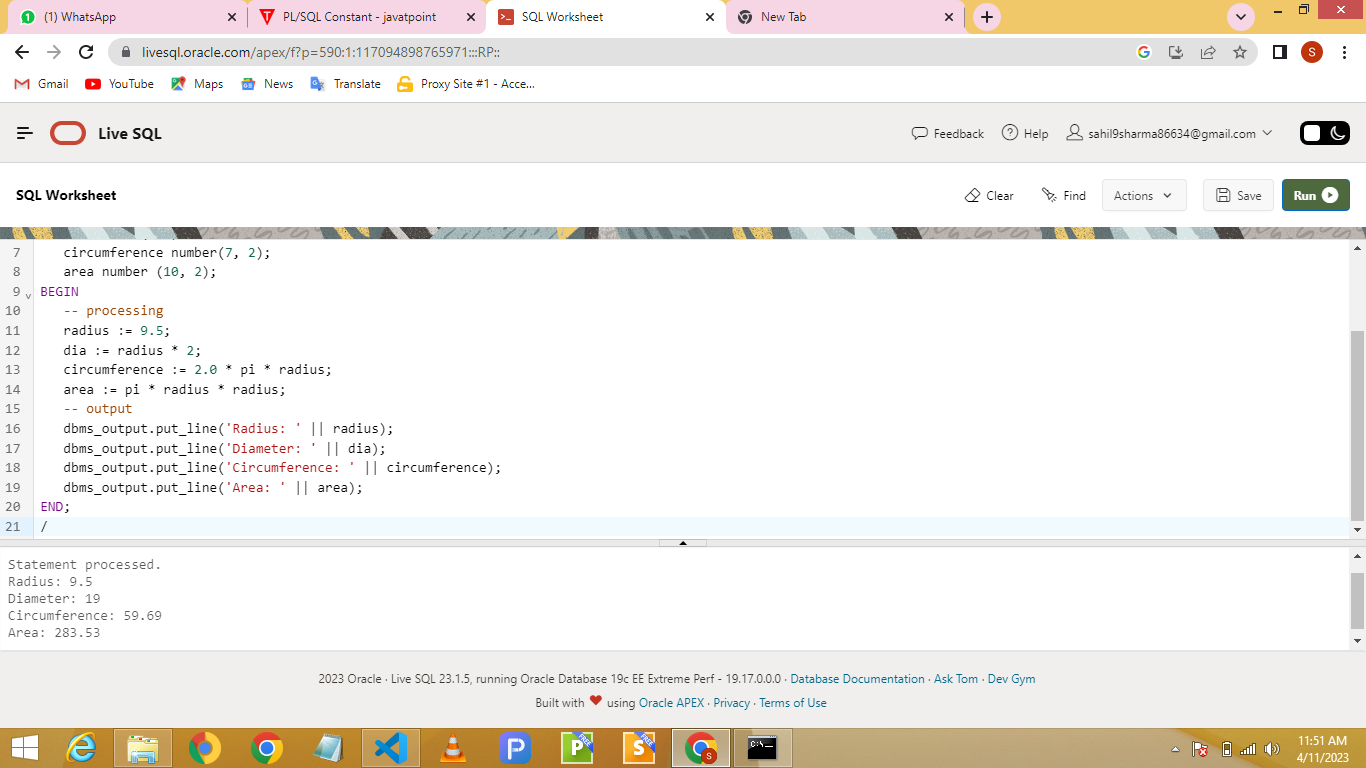 (1) WhatsApp
PL/SQL Constant - javatpoint
SQL Worksheet
New Tab
livesql.oracle.com/apex/f?p=590:1:117094898765971:::RP::
S
Gmail
YouTube
Maps
News
Translate
Proxy Site #1 - Acce...
Live SQL
Feedback
Help
sahil9sharma86634@gmail.com
SQL Worksheet
Clear
Find
Actions
Save
Run
7 circumference number(7, 2);
8 area number (10, 2);
9 BEGIN
10 -- processing
11 radius := 9.5;
12 dia := radius * 2;
13 circumference := 2.0 * pi * radius;
14 area := pi * radius * radius;
15 -- output
16 dbms_output.put_line('Radius: ' || radius);
17 dbms_output.put_line('Diameter: ' || dia);
18 dbms_output.put_line('Circumference: ' || circumference);
19 dbms_output.put_line('Area: ' || area);
20 END;
21 /
Statement processed.
Radius: 9.5
Diameter: 19
Circumference: 59.69
Area: 283.53
2023 Oracle · Live SQL 23.1.5, running Oracle Database 19c EE Extreme Perf - 19.17.0.0.0 · Database Documentation · Ask Tom · Dev Gym
Built with ❤ using Oracle APEX · Privacy · Terms of Use
11:51 AM
4/11/2023